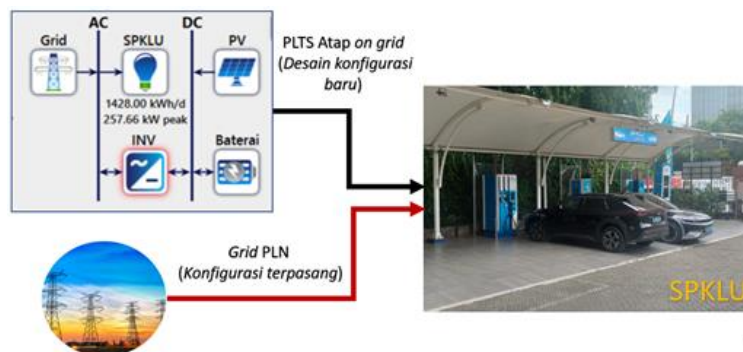 AC DC
Grid SPKLU PV
1428.00 kWh/d
257.66 kW peak
INV Baterai
PLTS Atap on grid
(Desain konfigurasi
baru)
Grid PLN
(Konfigurasi terpasang)
SPKLU